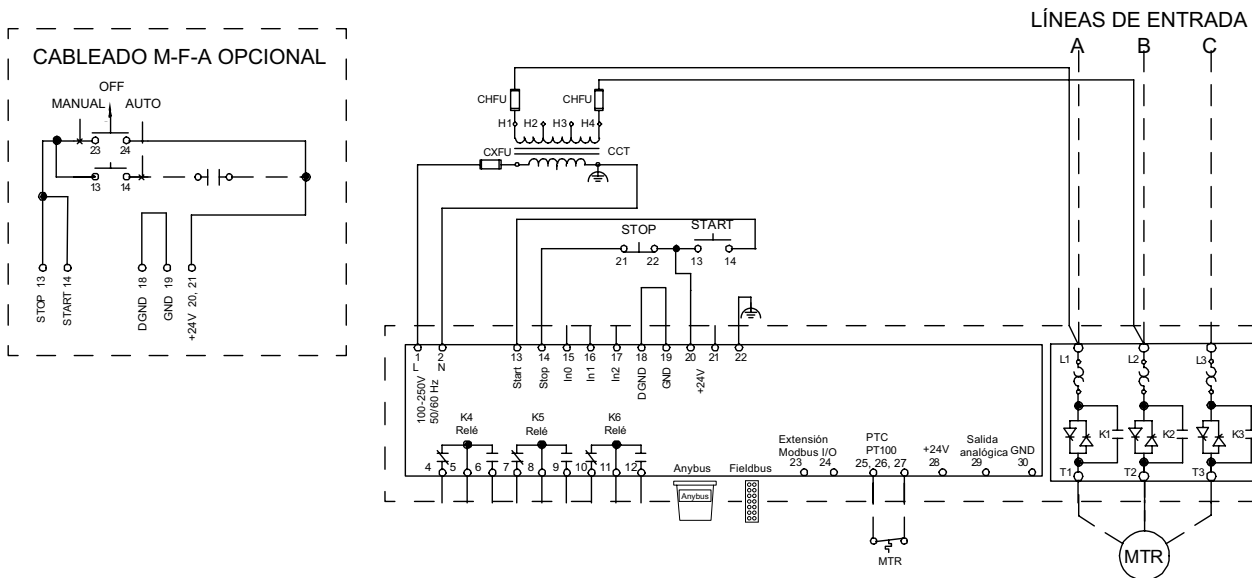 LÍNEAS DE ENTRADA
A B C
CABLEADO M-F-A OPCIONAL
OFF
MANUAL AUTO
23 24
13 14
STOP 13
START 14
DGND 18
GND 19
+24V 20, 21
CHFU CHFU
H1 H2 H3 H4
CXFU CCT
STOP START
21 22 13 14
1 2 13 14 15 16 17 18 19 20 21 22
L N Start Stop In0 In1 In2 DGND GND +24V
100-250V
50/60 Hz
K4
Relé
K5
Relé
K6
Relé
4 5 6 7 8 9 10 11 12
Anybus Fieldbus
Anybus
Extensión
Modbus I/O
23 24
PTC
PT100
25, 26, 27
+24V
28
Salida
analógica
29
GND
30
MTR
L1 L2 L3
K1 K2 K3
T1 T2 T3
MTR